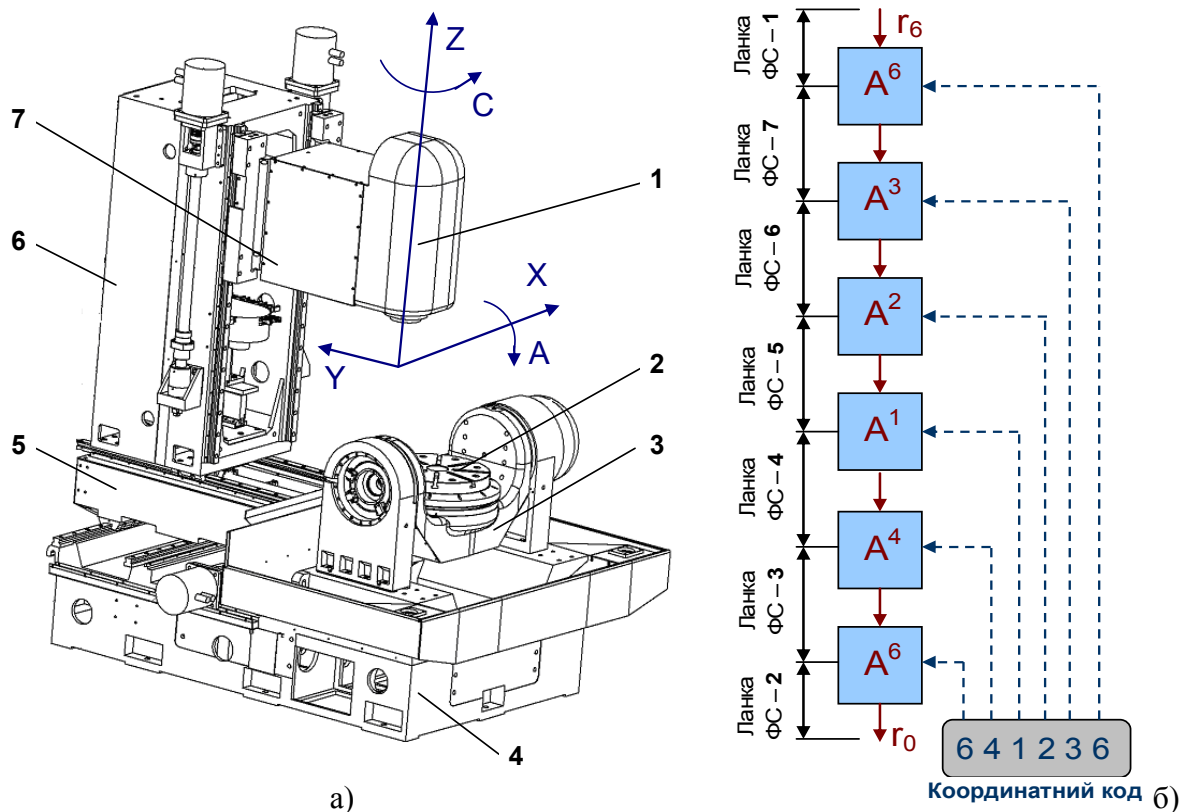 Z
C
7
1
6
X
A
Y
2
3
5
4
а)
Ланка
ФС – 1
r6
A⁶
Ланка
ФС – 7
A³
Ланка
ФС – 6
A²
Ланка
ФС – 5
A¹
Ланка
ФС – 4
A⁴
Ланка
ФС – 3
A⁶
Ланка
ФС – 2
r0
6 4 1 2 3 6
Координатний код
б)